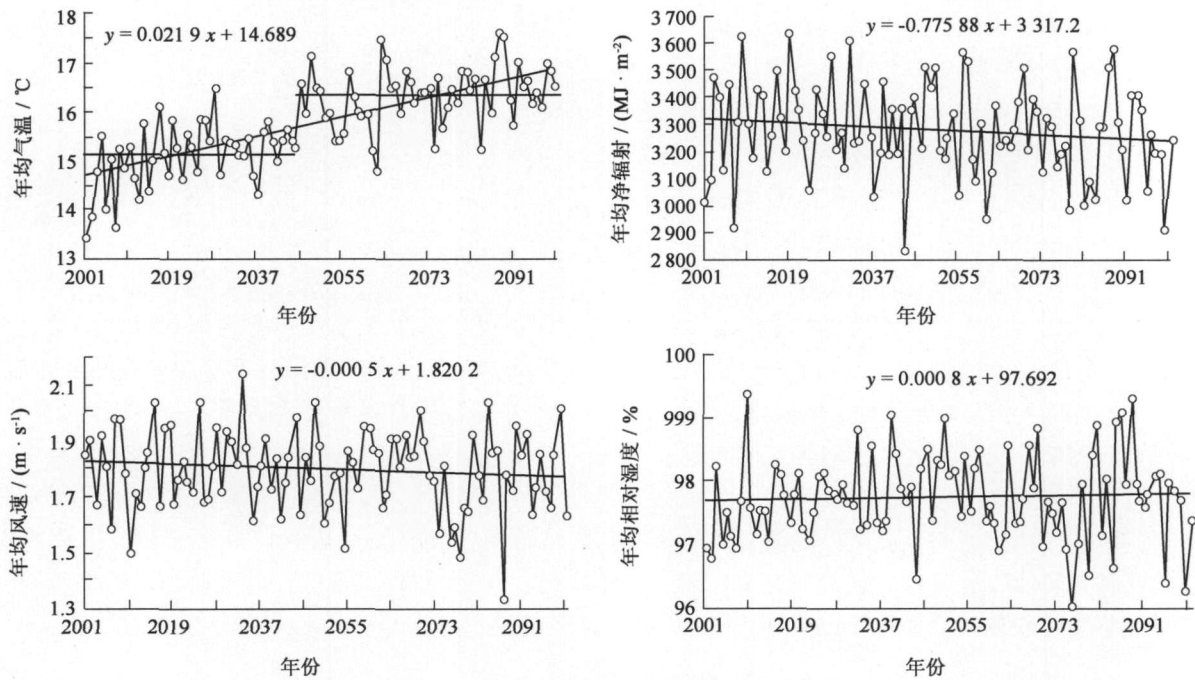 y = 0.021 9 x + 14.689
年均气温 / ℃
18
17
16
15
14
13
2001 2019 2037 2055 2073 2091
年份
y = -0.775 88 x + 3 317.2
年均净辐射 / (MJ · m⁻²)
3 700
3 600
3 400
3 300
3 200
3 100
3 000
2 900
2 800
2001 2019 2037 2055 2073 2091
年份
y = -0.000 5 x + 1.820 2
年均风速 / (m · s⁻¹)
2.1
1.9
1.7
1.5
1.3
2001 2019 2037 2055 2073 2091
年份
y = 0.000 8 x + 97.692
年均相对湿度 / %
100
999
98
97
96
2001 2019 2037 2055 2073 2091
年份